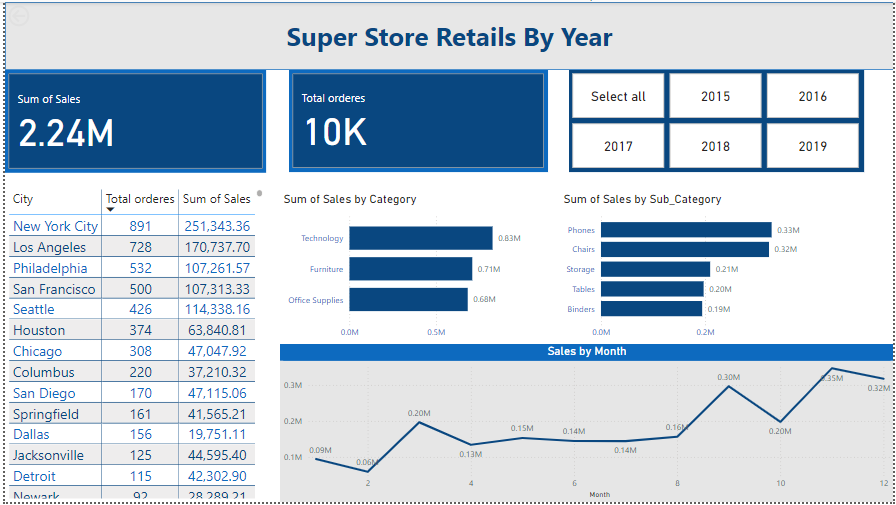 Super Store Retails By Year
Sum of Sales
2.24M
Total orderes
10K
Select all 2015 2016
2017 2018 2019
City Total orderes Sum of Sales
New York City 891 251,343.36
Los Angeles 728 170,737.70
Philadelphia 532 107,261.57
San Francisco 500 107,313.33
Seattle 426 114,338.16
Houston 374 63,840.81
Chicago 308 47,047.92
Columbus 220 37,210.32
San Diego 170 47,115.06
Springfield 161 41,565.21
Dallas 156 19,751.11
Jacksonville 125 44,595.40
Detroit 115 42,302.90
Newark 92 28,289.21
Sum of Sales by Category
Technology 0.83M
Furniture 0.71M
Office Supplies 0.68M
0.0M 0.5M
Sum of Sales by Sub_Category
Phones 0.33M
Chairs 0.32M
Storage 0.21M
Tables 0.20M
Binders 0.19M
0.0M 0.2M
Sales by Month
0.3M
0.2M
0.1M
0.09M 0.06M 0.20M 0.13M 0.15M 0.14M 0.14M 0.16M 0.30M 0.20M 0.35M 0.32M
2 4 6 8 10 12
Month